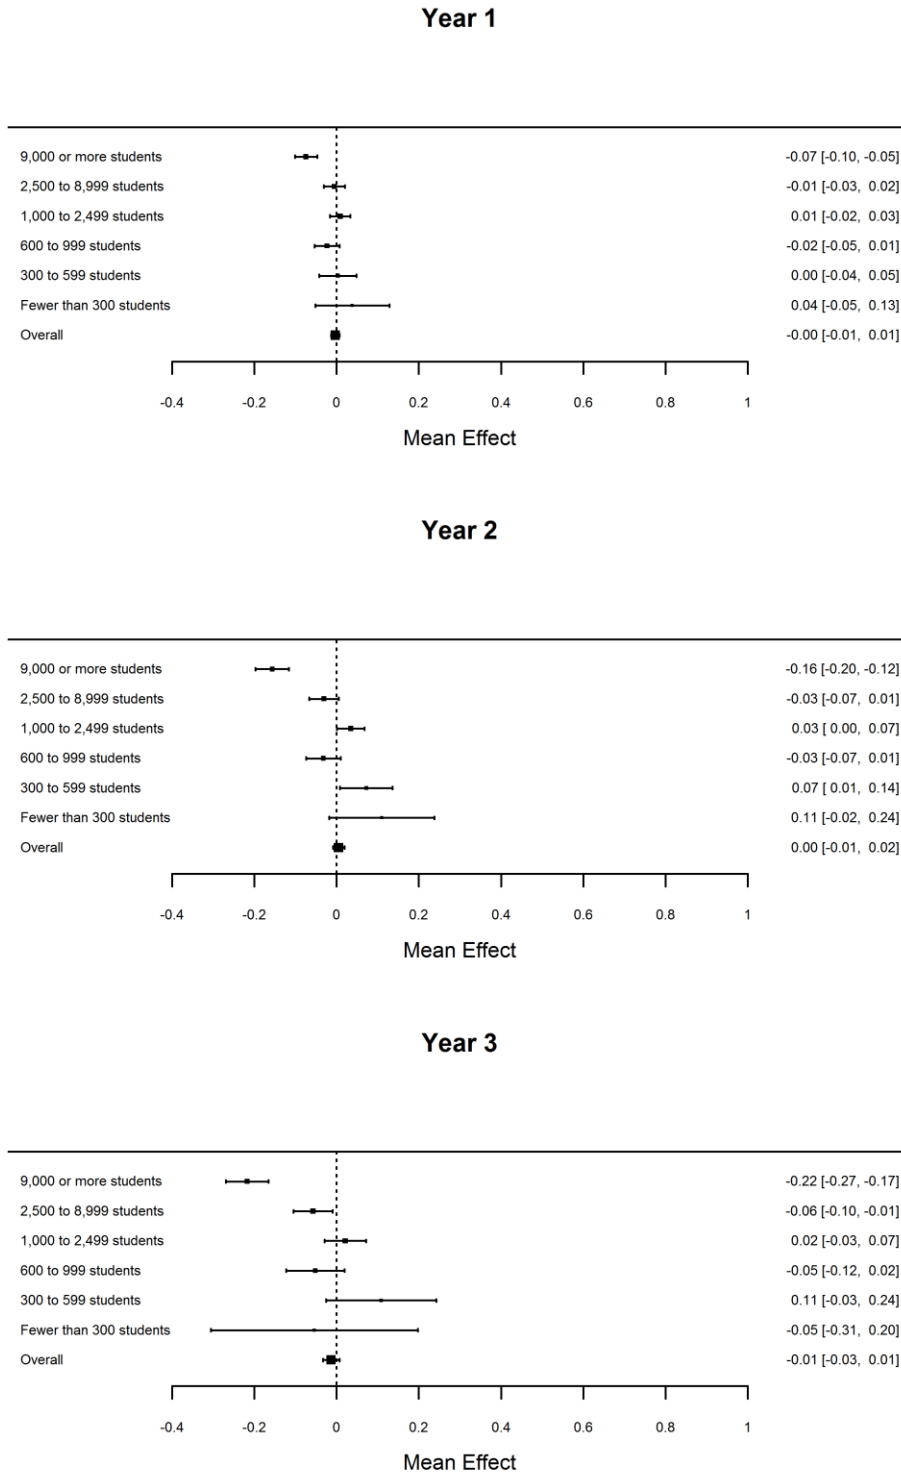 Year 1
9,000 or more students -0.07 [-0.10, -0.05]
2,500 to 8,999 students -0.01 [-0.03, 0.02]
1,000 to 2,499 students 0.01 [-0.02, 0.03]
600 to 999 students -0.02 [-0.05, 0.01]
300 to 599 students 0.00 [-0.04, 0.05]
Fewer than 300 students 0.04 [-0.05, 0.13]
Overall -0.00 [-0.01, 0.01]
-0.4 -0.2 0 0.2 0.4 0.6 0.8 1
Mean Effect
Year 2
9,000 or more students -0.16 [-0.20, -0.12]
2,500 to 8,999 students -0.03 [-0.07, 0.01]
1,000 to 2,499 students 0.03 [ 0.00, 0.07]
600 to 999 students -0.03 [-0.07, 0.01]
300 to 599 students 0.07 [ 0.01, 0.14]
Fewer than 300 students 0.11 [-0.02, 0.24]
Overall 0.00 [-0.01, 0.02]
-0.4 -0.2 0 0.2 0.4 0.6 0.8 1
Mean Effect
Year 3
9,000 or more students -0.22 [-0.27, -0.17]
2,500 to 8,999 students -0.06 [-0.10, -0.01]
1,000 to 2,499 students 0.02 [-0.03, 0.07]
600 to 999 students -0.05 [-0.12, 0.02]
300 to 599 students 0.11 [-0.03, 0.24]
Fewer than 300 students -0.05 [-0.31, 0.20]
Overall -0.01 [-0.03, 0.01]
-0.4 -0.2 0 0.2 0.4 0.6 0.8 1
Mean Effect